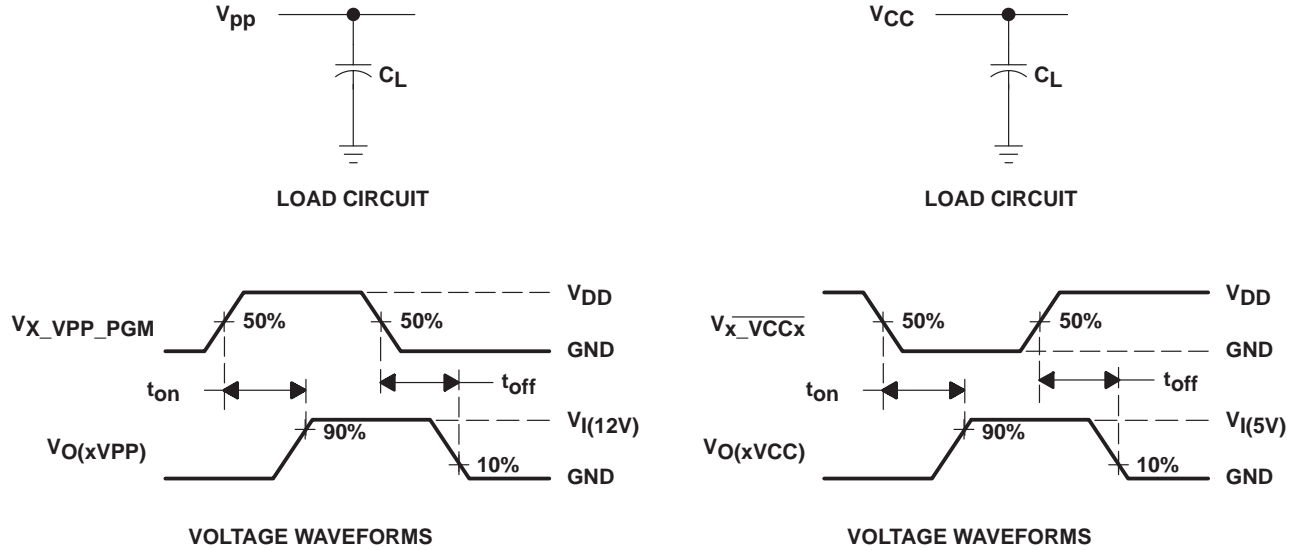 Vpp
CL
LOAD CIRCUIT
VCC
CL
LOAD CIRCUIT
VX_VPP_PGM
50%
50%
VDD
GND
ton
toff
VO(xVPP)
90%
10%
VI(12V)
GND
VOLTAGE WAVEFORMS
Vx_VCCx
50%
50%
VDD
GND
ton
toff
VO(xVCC)
90%
10%
VI(5V)
GND
VOLTAGE WAVEFORMS